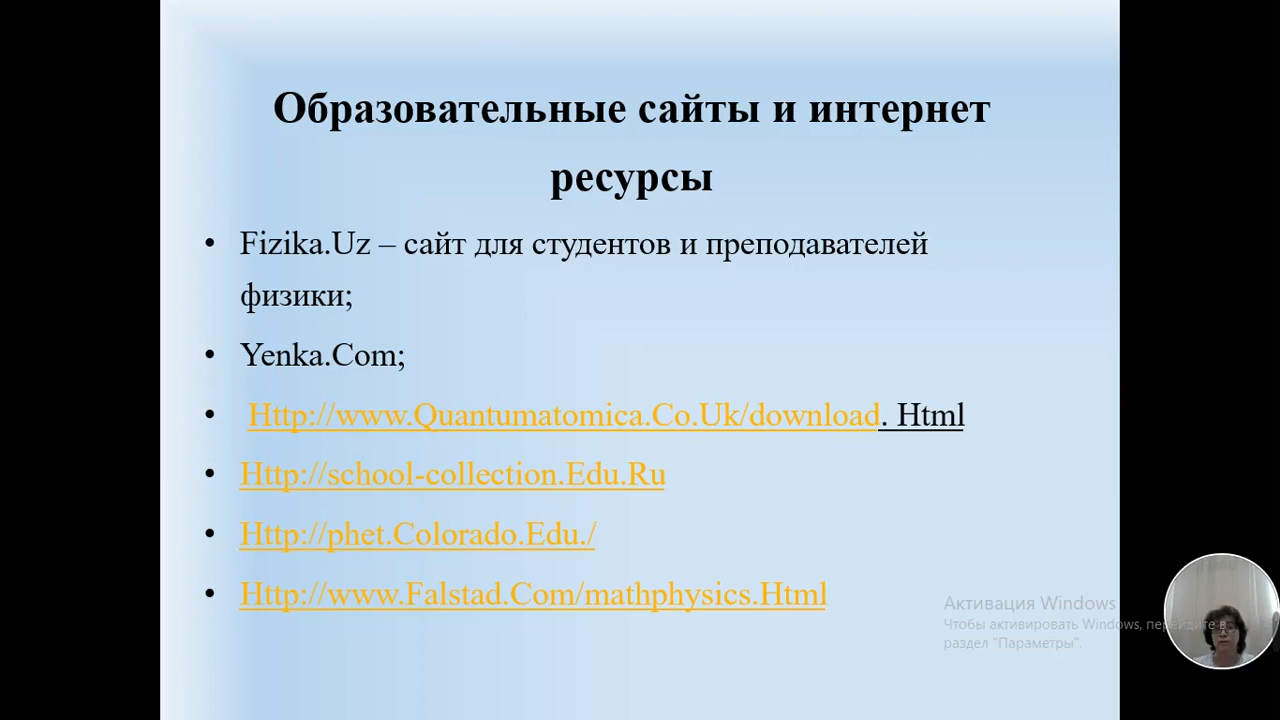 Образовательные сайты и интернет
ресурсы
• Fizika.Uz – сайт для студентов и преподавателей
физики;
• Yenka.Com;
• Http://www.Quantumatomica.Co.Uk/download. Html
• Http://school-collection.Edu.Ru
• Http://phet.Colorado.Edu./
• Http://www.Falstad.Com/mathphysics.Html
Активация Windows
Чтобы активировать Windows, перейдите в
раздел "Параметры".